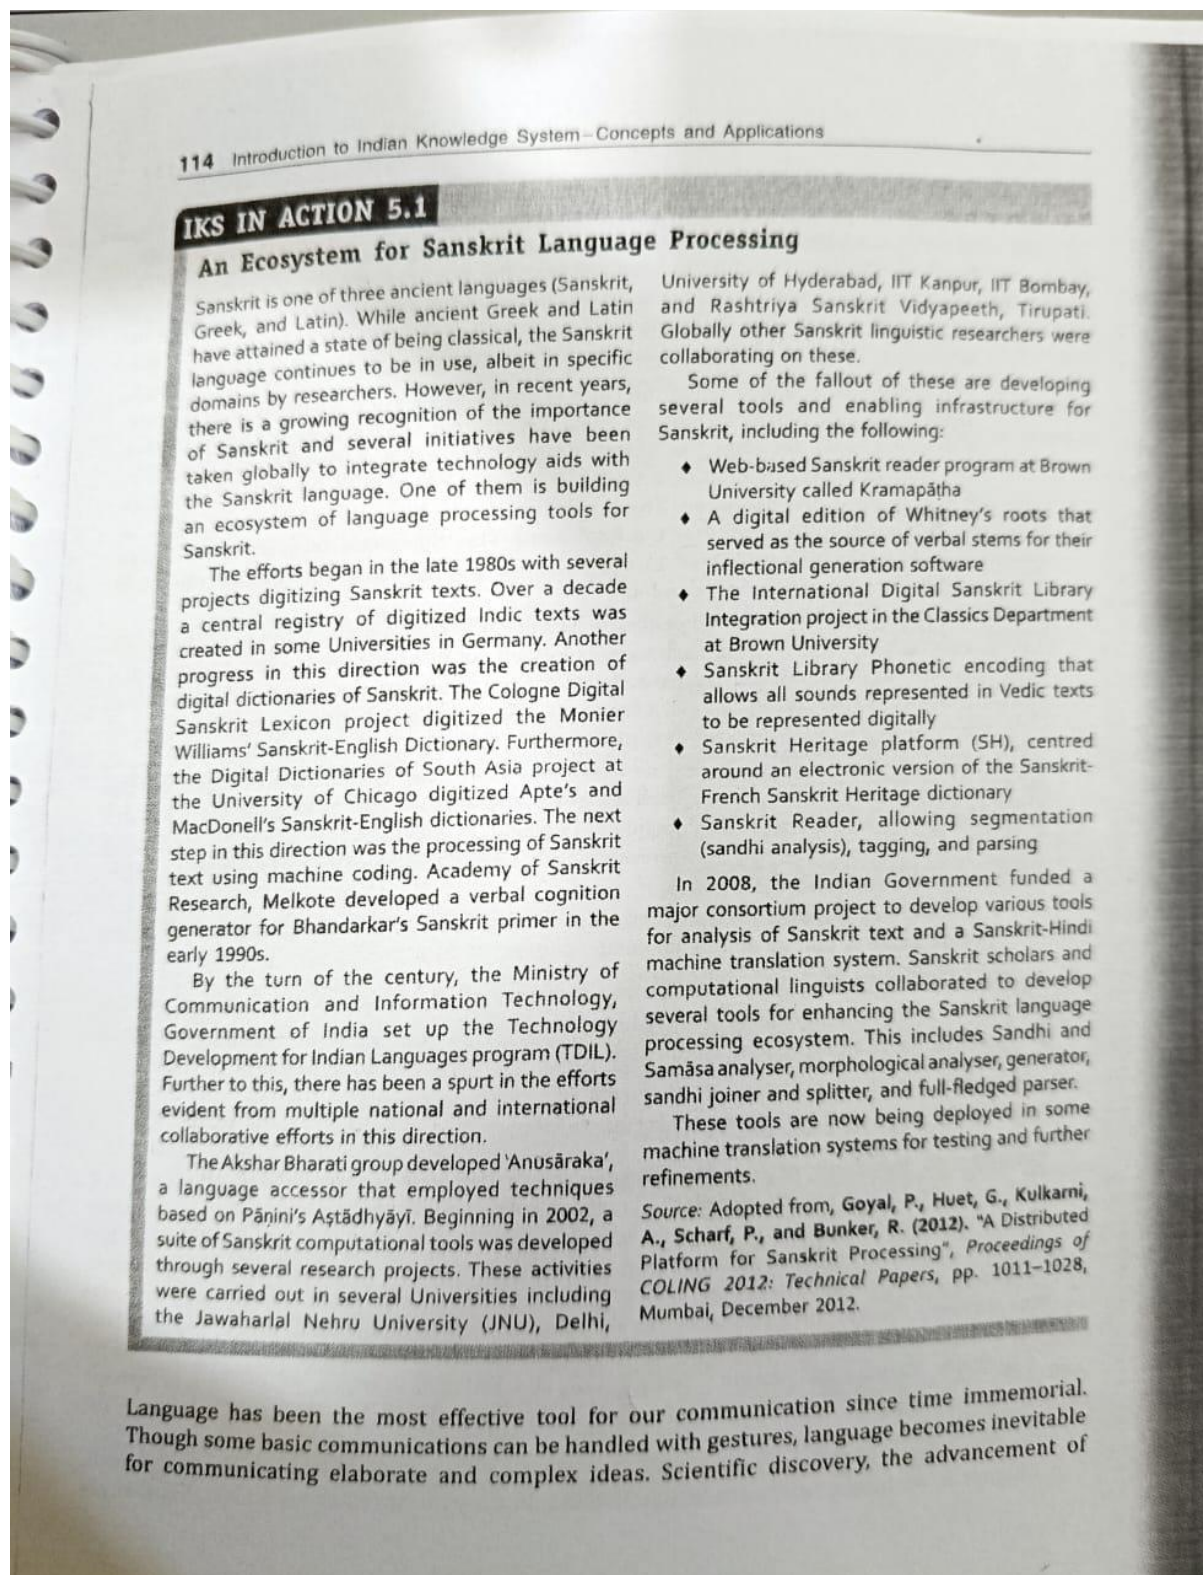 114 Introduction to Indian Knowledge System–Concepts and Applications
IKS IN ACTION 5.1
An Ecosystem for Sanskrit Language Processing
Sanskrit is one of three ancient languages (Sanskrit,
Greek, and Latin). While ancient Greek and Latin
have attained a state of being classical, the Sanskrit
language continues to be in use, albeit in specific
domains by researchers. However, in recent years,
there is a growing recognition of the importance
of Sanskrit and several initiatives have been
taken globally to integrate technology aids with
the Sanskrit language. One of them is building
an ecosystem of language processing tools for
Sanskrit.
The efforts began in the late 1980s with several
projects digitizing Sanskrit texts. Over a decade
a central registry of digitized Indic texts was
created in some Universities in Germany. Another
progress in this direction was the creation of
digital dictionaries of Sanskrit. The Cologne Digital
Sanskrit Lexicon project digitized the Monier
Williams' Sanskrit-English Dictionary. Furthermore,
the Digital Dictionaries of South Asia project at
the University of Chicago digitized Apte's and
MacDonell's Sanskrit-English dictionaries. The next
step in this direction was the processing of Sanskrit
text using machine coding. Academy of Sanskrit
Research, Melkote developed a verbal cognition
generator for Bhandarkar's Sanskrit primer in the
early 1990s.
By the turn of the century, the Ministry of
Communication and Information Technology,
Government of India set up the Technology
Development for Indian Languages program (TDIL).
Further to this, there has been a spurt in the efforts
evident from multiple national and international
collaborative efforts in this direction.
The Akshar Bharati group developed 'Anusāraka',
a language accessor that employed techniques
based on Pāṇini's Aṣṭādhyāyī. Beginning in 2002, a
suite of Sanskrit computational tools was developed
through several research projects. These activities
were carried out in several Universities including
the Jawaharlal Nehru University (JNU), Delhi,
University of Hyderabad, IIT Kanpur, IIT Bombay,
and Rashtriya Sanskrit Vidyapeeth, Tirupati.
Globally other Sanskrit linguistic researchers were
collaborating on these.
Some of the fallout of these are developing
several tools and enabling infrastructure for
Sanskrit, including the following:
♦ Web-based Sanskrit reader program at Brown
University called Kramapāṭha
♦ A digital edition of Whitney's roots that
served as the source of verbal stems for their
inflectional generation software
♦ The International Digital Sanskrit Library
Integration project in the Classics Department
at Brown University
♦ Sanskrit Library Phonetic encoding that
allows all sounds represented in Vedic texts
to be represented digitally
♦ Sanskrit Heritage platform (SH), centred
around an electronic version of the Sanskrit-
French Sanskrit Heritage dictionary
♦ Sanskrit Reader, allowing segmentation
(sandhi analysis), tagging, and parsing
In 2008, the Indian Government funded a
major consortium project to develop various tools
for analysis of Sanskrit text and a Sanskrit-Hindi
machine translation system. Sanskrit scholars and
computational linguists collaborated to develop
several tools for enhancing the Sanskrit language
processing ecosystem. This includes Sandhi and
Samāsa analyser, morphological analyser, generator,
sandhi joiner and splitter, and full-fledged parser.
These tools are now being deployed in some
machine translation systems for testing and further
refinements.
Source: Adopted from, Goyal, P., Huet, G., Kulkarni,
A., Scharf, P., and Bunker, R. (2012). "A Distributed
Platform for Sanskrit Processing", Proceedings of
COLING 2012: Technical Papers, pp. 1011–1028,
Mumbai, December 2012.
Language has been the most effective tool for our communication since time immemorial.
Though some basic communications can be handled with gestures, language becomes inevitable
for communicating elaborate and complex ideas. Scientific discovery, the advancement of